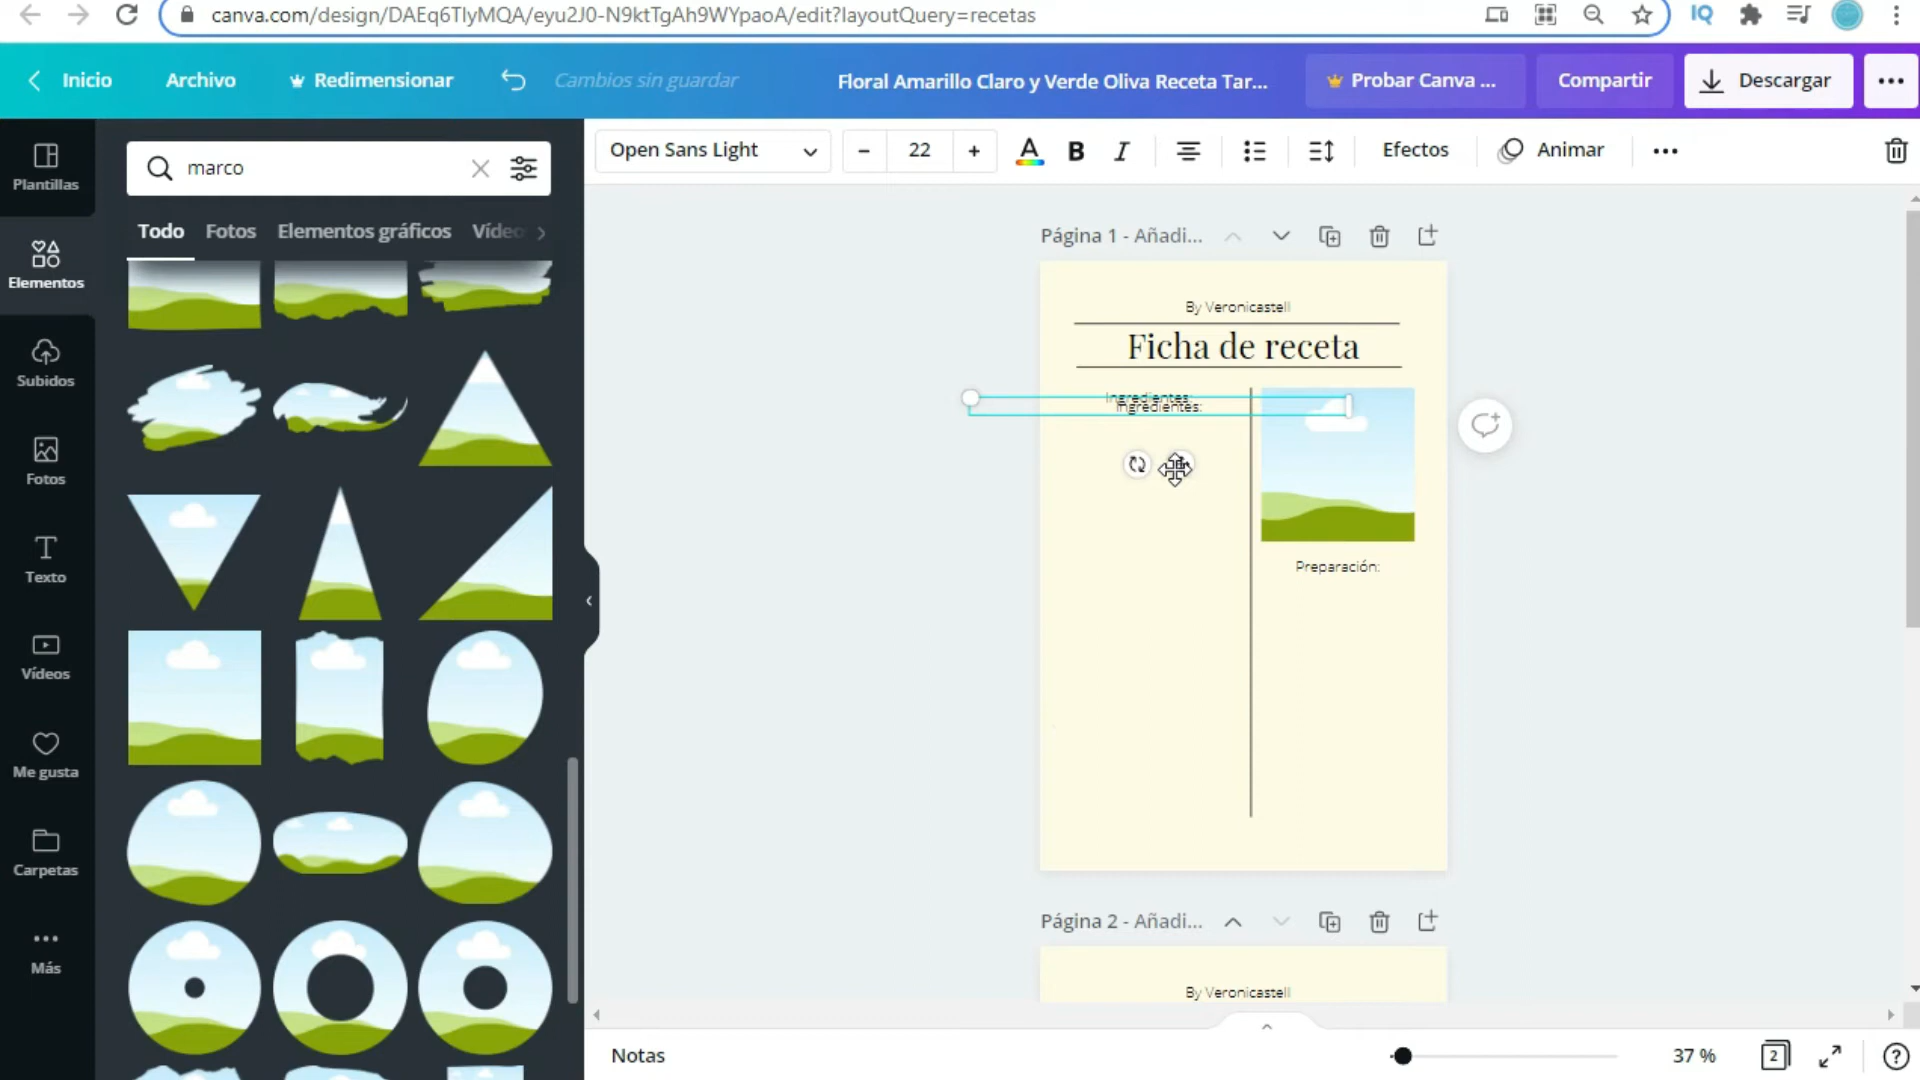 canva.com/design/DAEq6TlyMQA/eyu2J0-N9ktTgAh9WYpaoA/edit?layoutQuery=recetas
IQ
Inicio
Archivo
Redimensionar
Cambios sin guardar
Floral Amarillo Claro y Verde Oliva Receta Tar...
Probar Canva ...
Compartir
Descargar
Plantillas
Elementos
Subidos
Fotos
Texto
Vídeos
Me gusta
Carpetas
Más
marco
Todo
Fotos
Elementos gráficos
Vídeo
Open Sans Light
22
A
B
I
Efectos
Animar
Página 1 - Añadi...
By Veronicastell
Ficha de receta
Ingredientes:
Ingredientes:
Preparación:
Página 2 - Añadi...
By Veronicastell
Notas
37 %
2